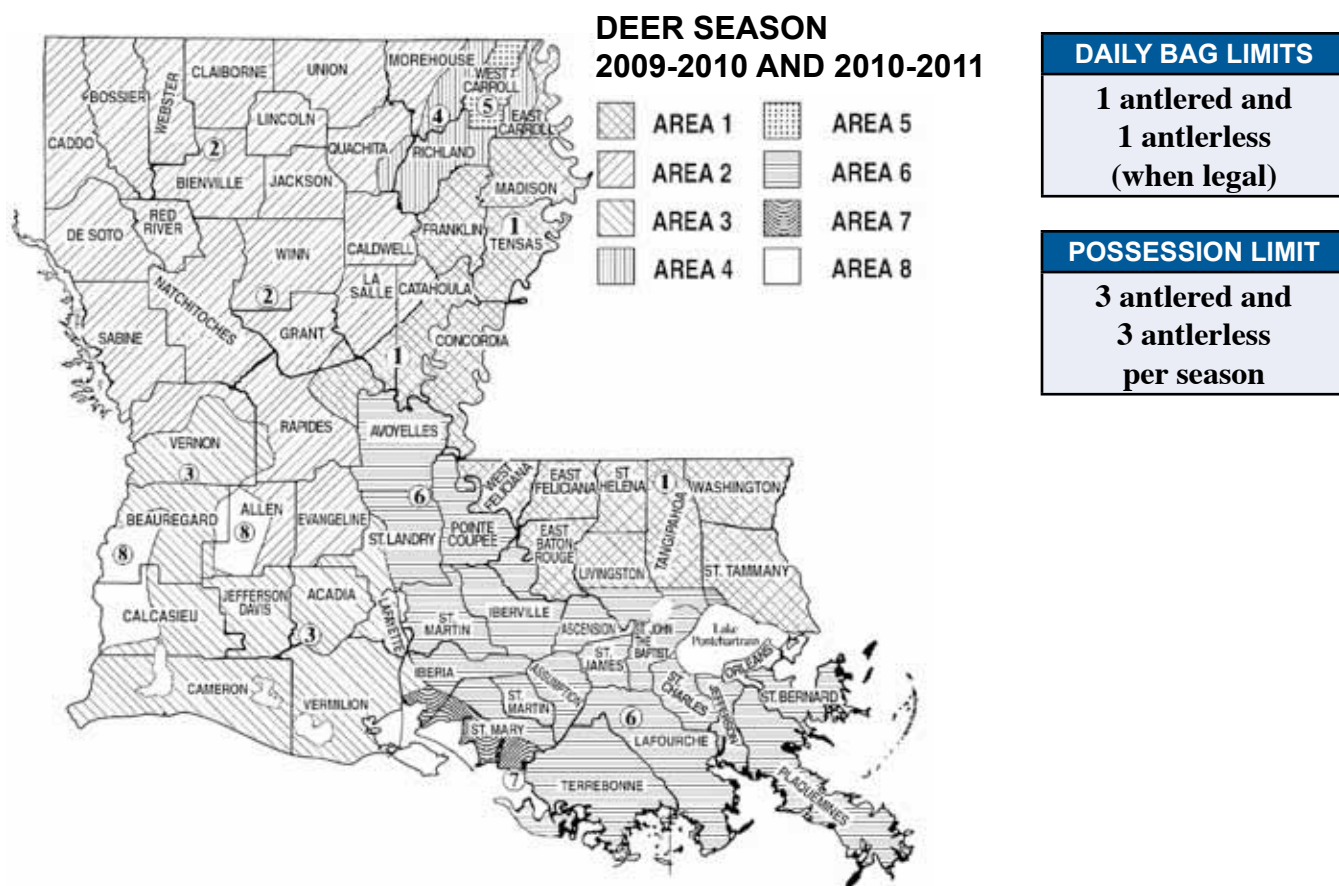 DEER SEASON
2009-2010 AND 2010-2011
AREA 1
AREA 5
AREA 2
AREA 6
AREA 3
AREA 7
AREA 4
AREA 8
DAILY BAG LIMITS
1 antlered and
1 antlerless
(when legal)
POSSESSION LIMIT
3 antlered and
3 antlerless
per season
CADDO
BOSSIER
WEBSTER
CLAIBORNE
UNION
MOREHOUSE
WEST
CARROLL
5
EAST
CARROLL
LINCOLN
4
2
OUACHITA
RICHLAND
BIENVILLE
JACKSON
MADISON
DE SOTO
RED
RIVER
WINN
CALDWELL
FRANKLIN
1
TENSAS
NATCHITOCHES
2
LA
SALLE
CATAHOULA
SABINE
GRANT
CONCORDIA
1
VERNON
3
RAPIDES
AVOYELLES
BEAUREGARD
8
ALLEN
8
EVANGELINE
ST. LANDRY
6
POINTE
COUPEE
WEST
FELICIANA
EAST
FELICIANA
ST.
HELENA
1
TANGIPAHOA
WASHINGTON
EAST
BATON
ROUGE
LIVINGSTON
ST. TAMMANY
CALCASIEU
JEFFERSON
DAVIS
ACADIA
3
LAFAYETTE
ST.
MARTIN
IBERVILLE
ASCENSION
ST. JOHN
THE
BAPTIST
Lake
Pontchartrain
ORLEANS
ST.
JAMES
CAMERON
VERMILION
IBERIA
ASSUMPTION
ST.
MARTIN
ST.
CHARLES
JEFFERSON
ST. BERNARD
ST. MARY
6
LAFOURCHE
7
TERREBONNE
PLAQUEMINES